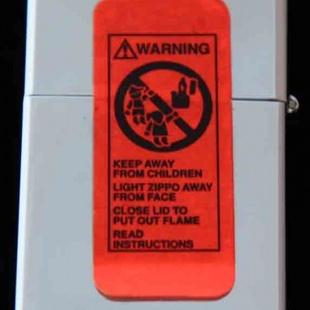 WARNING
KEEP AWAY
FROM CHILDREN
LIGHT ZIPPO AWAY
FROM FACE
CLOSE LID TO
PUT OUT FLAME
READ
INSTRUCTIONS